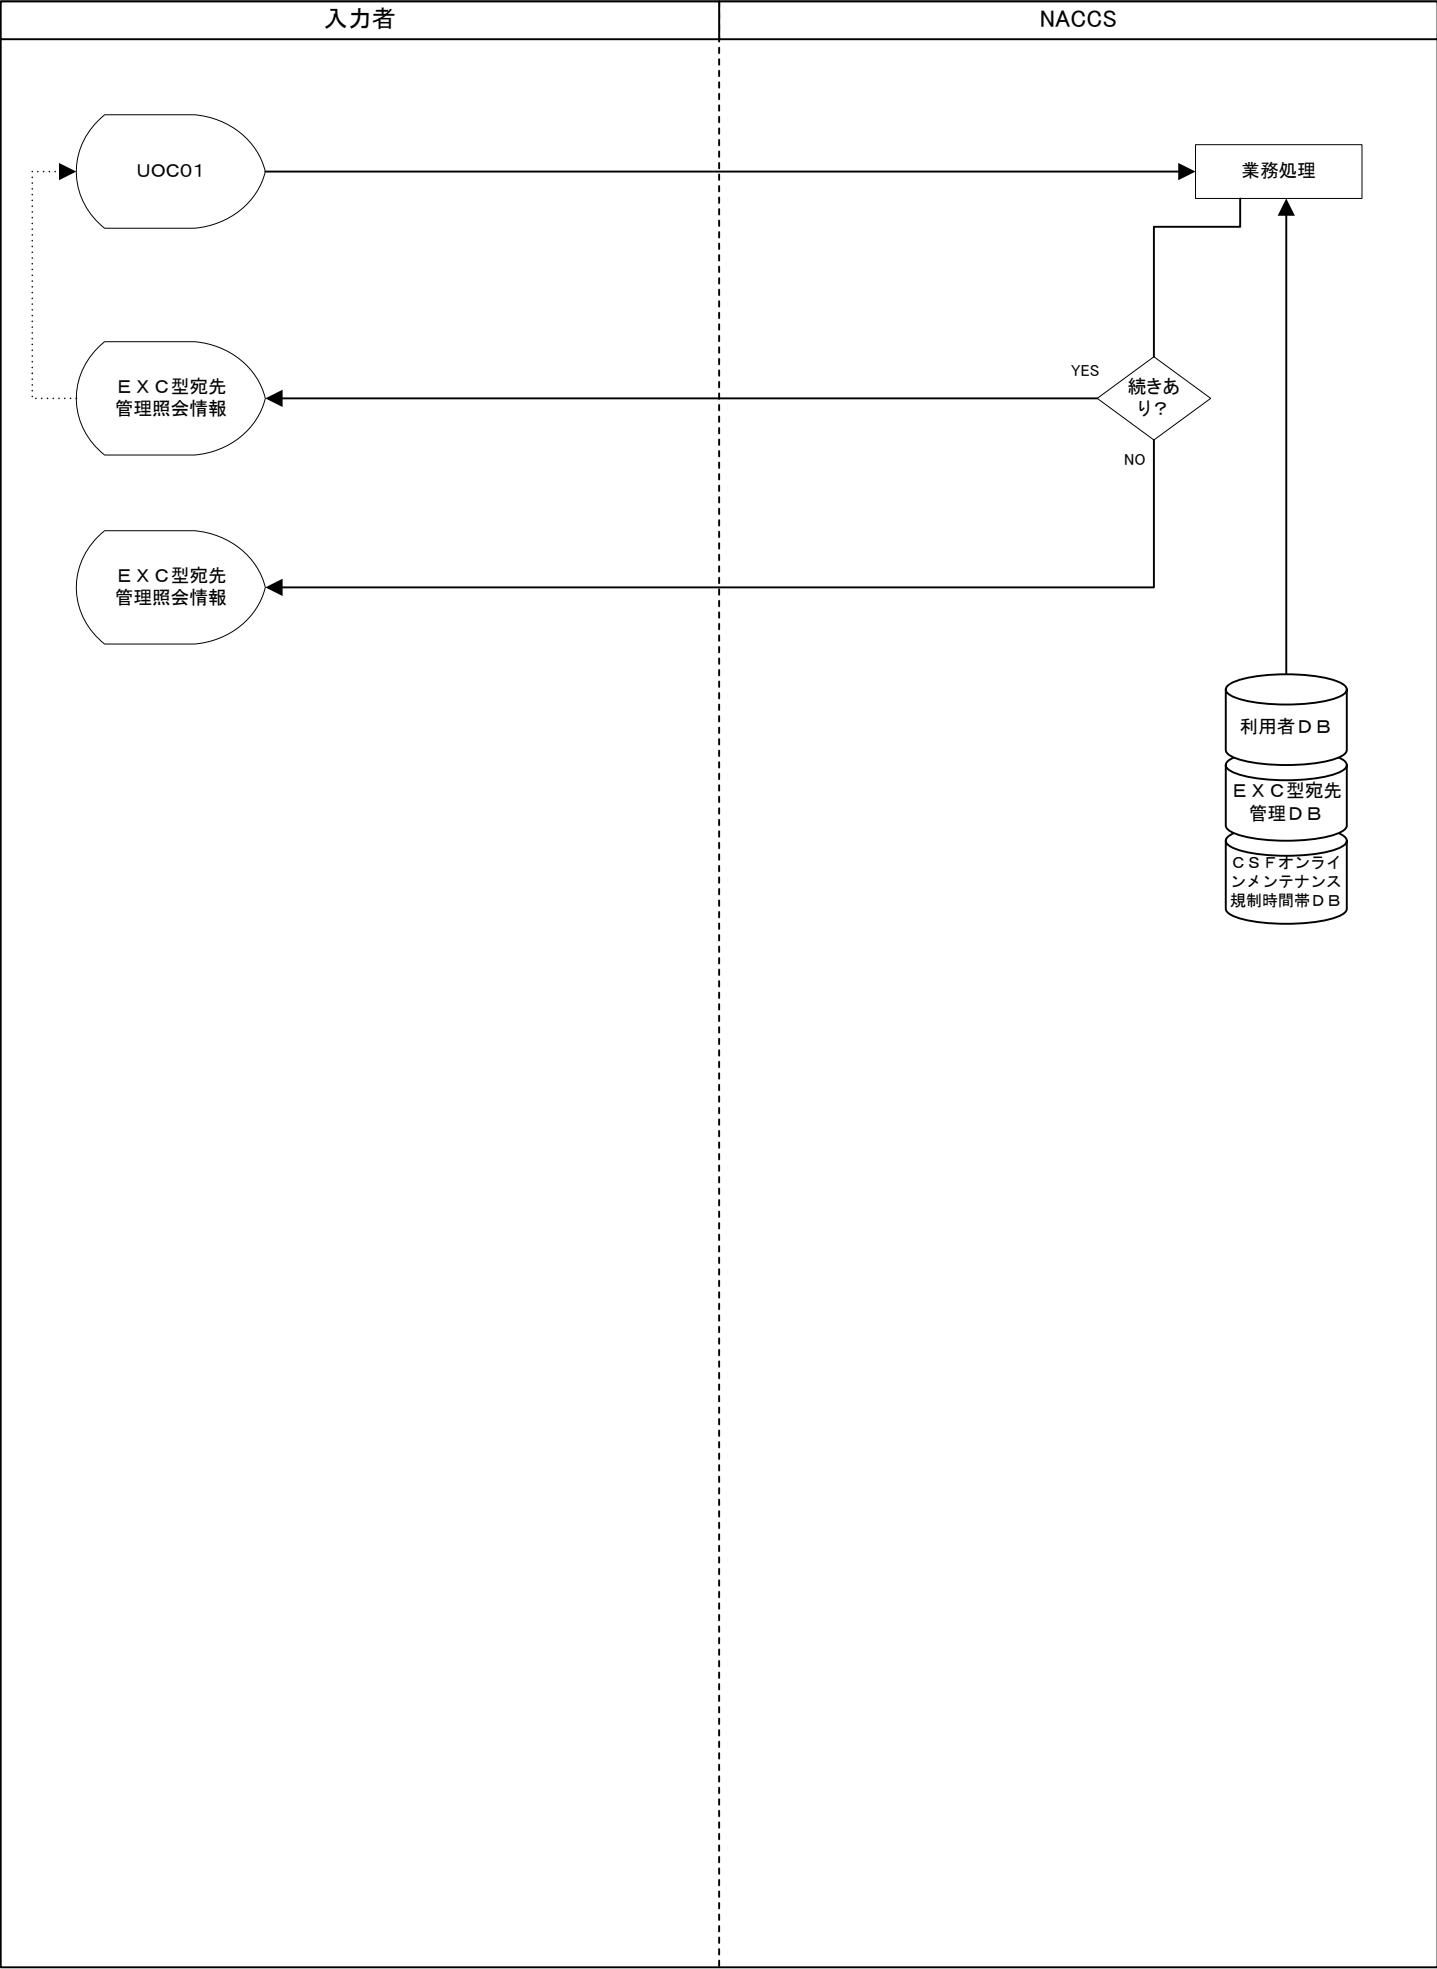 入力者
NACCS
UOC01
業務処理
ＥＸＣ型宛先
管理照会情報
YES
続きあ
り？
NO
ＥＸＣ型宛先
管理照会情報
利用者ＤＢ
ＥＸＣ型宛先
管理ＤＢ
ＣＳＦオンライ
ンメンテナンス
規制時間帯ＤＢ